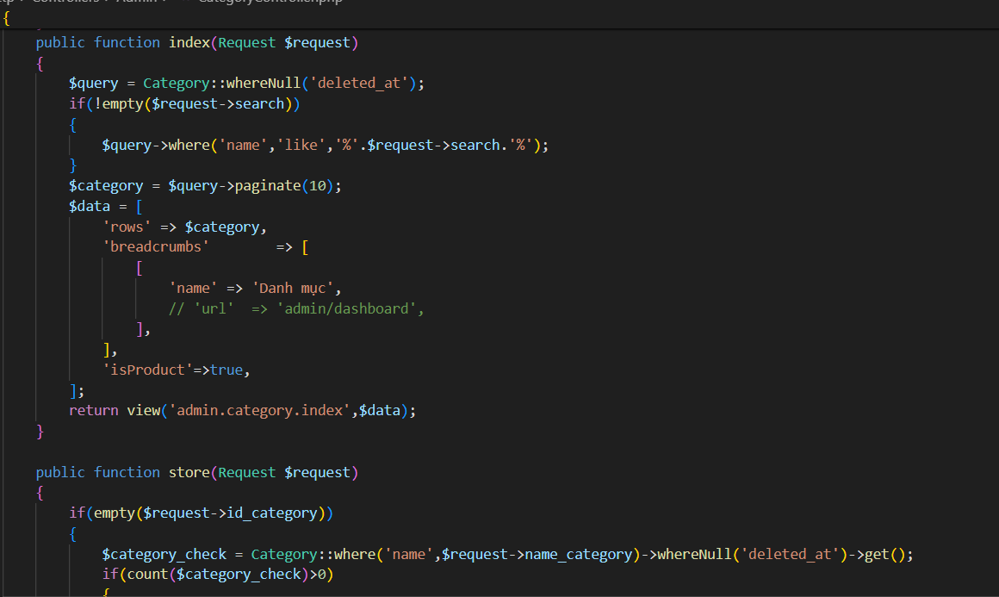 Controllers > Admin > CategoryController.php
{
public function index(Request $request)
{
$query = Category::whereNull('deleted_at');
if(!empty($request->search))
{
$query->where('name','like','%'.$request->search.'%');
}
$category = $query->paginate(10);
$data = [
'rows' => $category,
'breadcrumbs' => [
[
'name' => 'Danh mục',
// 'url' => 'admin/dashboard',
],
],
'isProduct'=>true,
];
return view('admin.category.index',$data);
}
public function store(Request $request)
{
if(empty($request->id_category))
{
$category_check = Category::where('name',$request->name_category)->whereNull('deleted_at')->get();
if(count($category_check)>0)
{